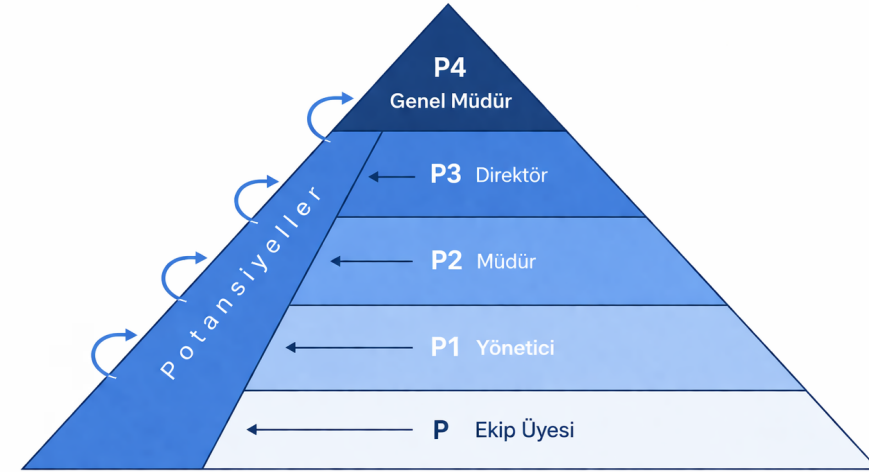 P4
Genel Müdür
P3 Direktör
P2 Müdür
P1 Yönetici
P Ekip Üyesi
Potansiyeller